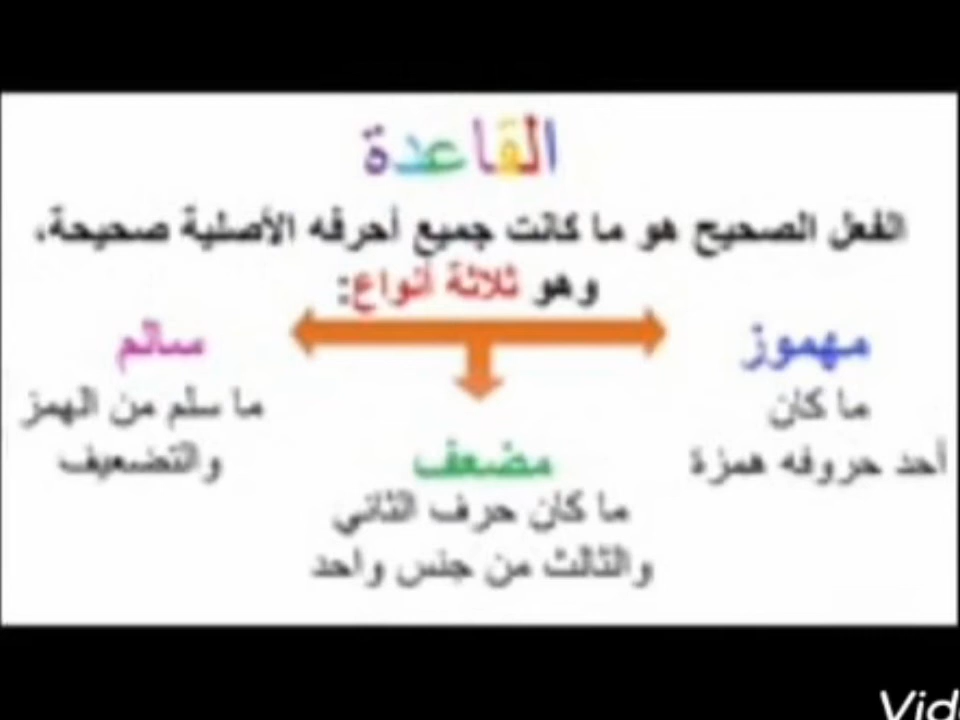 القاعدة
الفعل الصحيح هو ما كانت جميع أحرفه الأصلية صحيحة،
وهو ثلاثة أنواع:
مهموز
ما كان
أحد حروفه همزة
مضعف
ما كان حرف الثاني
والثالث من جنس واحد
سالم
ما سلم من الهمز
والتضعيف